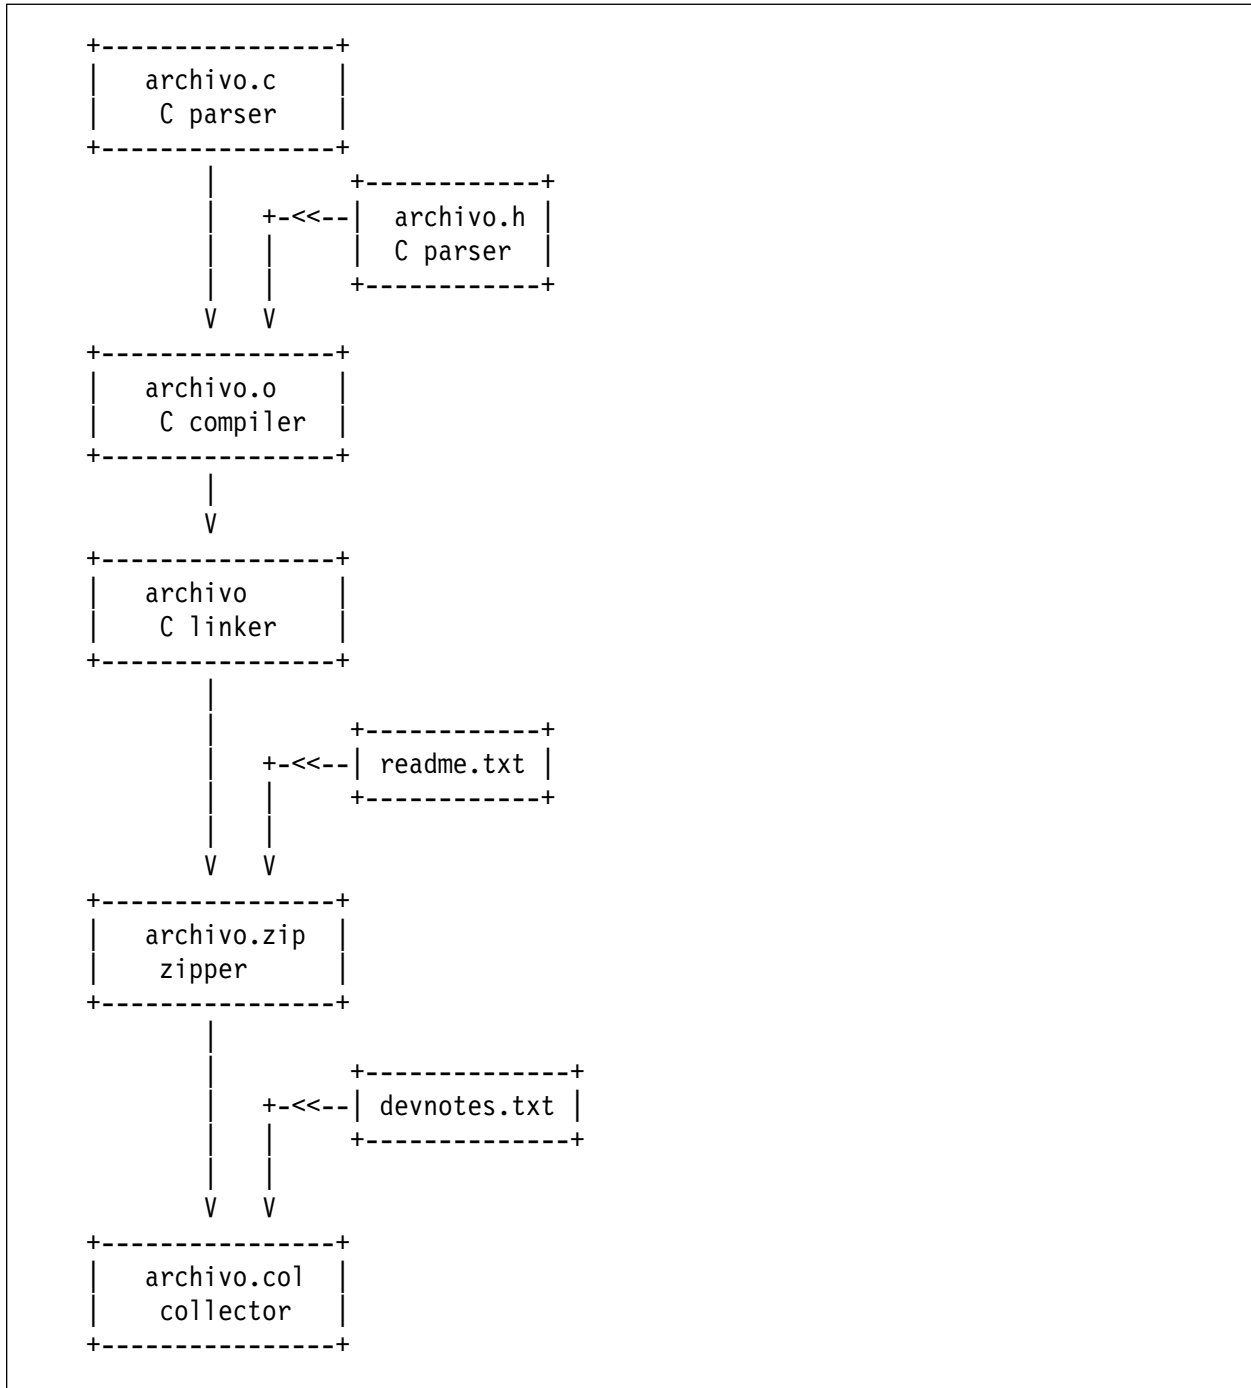 +----------------+
|   archivo.c    |
|    C parser    |
+----------------+
        |         +------------+
        |   +-<<--|  archivo.h |
        |   |     |  C parser  |
        |   |     +------------+
        V   V
+----------------+
|   archivo.o    |
|    C compiler  |
+----------------+
        |
        V
+----------------+
|   archivo      |
|    C linker    |
+----------------+
        |
        |         +------------+
        |   +-<<--| readme.txt |
        |   |     +------------+
        |   |
        V   V
+----------------+
|   archivo.zip  |
|    zipper      |
+----------------+
        |
        |         +--------------+
        |   +-<<--| devnotes.txt |
        |   |     +--------------+
        |   |
        V   V
+----------------+
|   archivo.col  |
|    collector   |
+----------------+